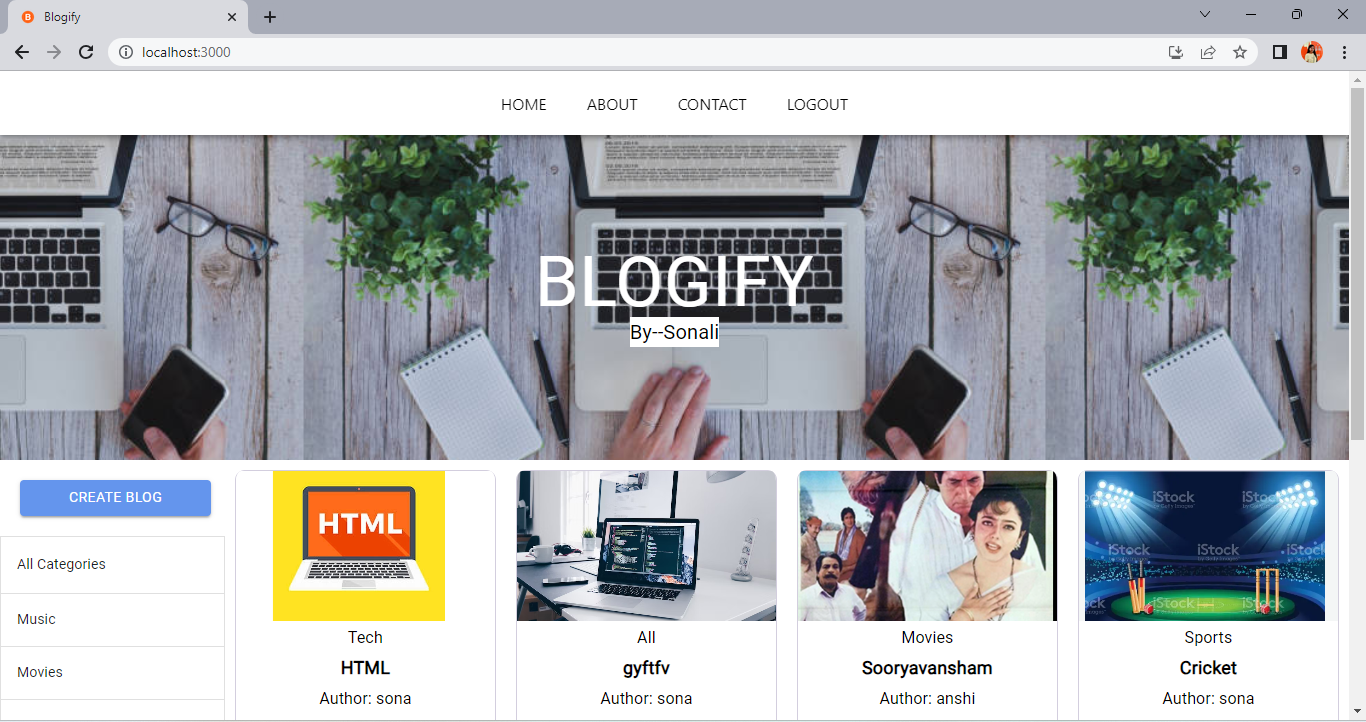 Blogify
localhost:3000
HOME ABOUT CONTACT LOGOUT
BLOGIFY
By--Sonali
CREATE BLOG
All Categories
Music
Movies
HTML
Tech
HTML
Author: sona
All
gyftfv
Author: sona
Movies
Sooryavansham
Author: anshi
iStock iStock
iStock iStock iStock
iStock iStock
Sports
Cricket
Author: sona